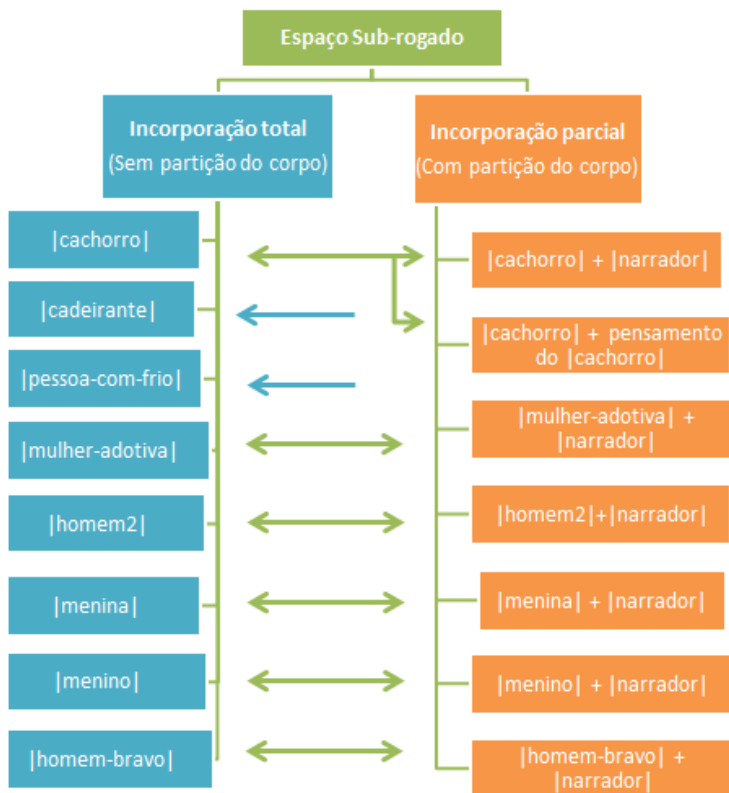 Espaço Sub-rogado
Incorporação total
(Sem partição do corpo)
Incorporação parcial
(Com partição do corpo)
|cachorro|
|cadeirante|
|pessoa-com-frio|
|mulher-adotiva|
|homem2|
|menina|
|menino|
|homem-bravo|
|cachorro| + |narrador|
|cachorro| + pensamento
do |cachorro|
|mulher-adotiva| +
|narrador|
|homem2|+|narrador|
|menina| + |narrador|
|menino| + |narrador|
|homem-bravo| +
|narrador|